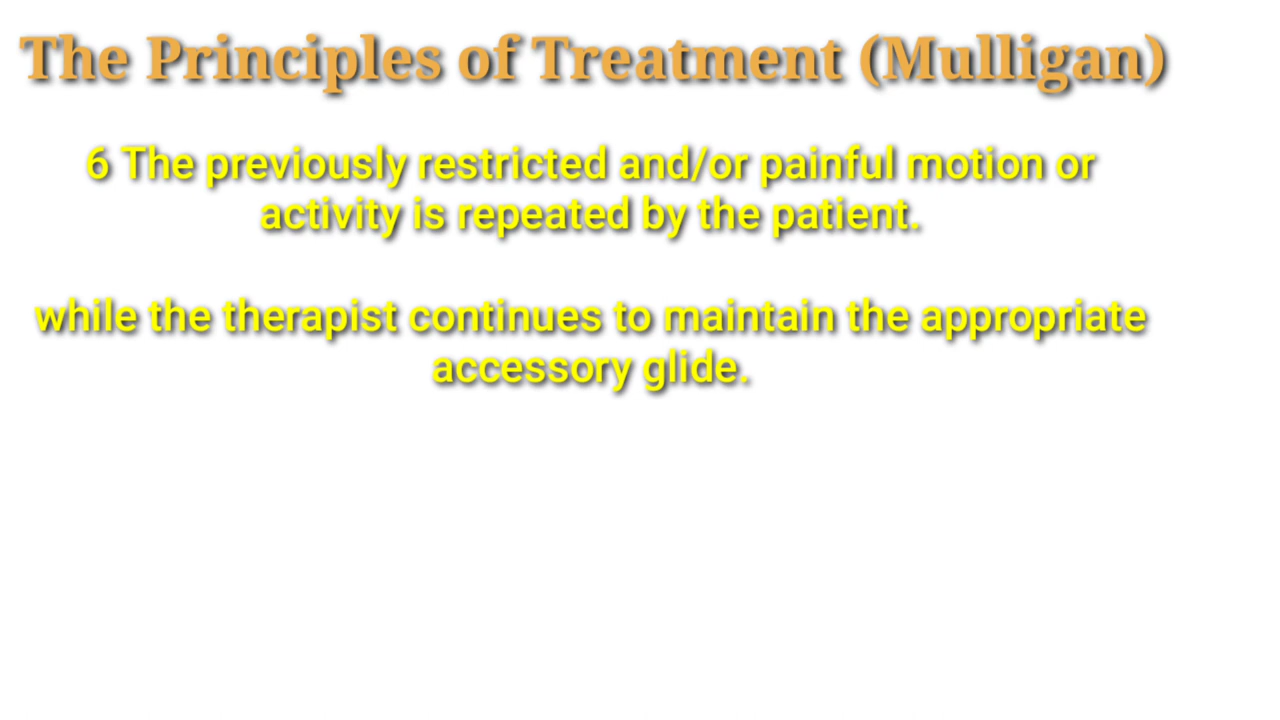 The Principles of Treatment (Mulligan)
6 The previously restricted and/or painful motion or
activity is repeated by the patient.
while the therapist continues to maintain the appropriate
accessory glide.